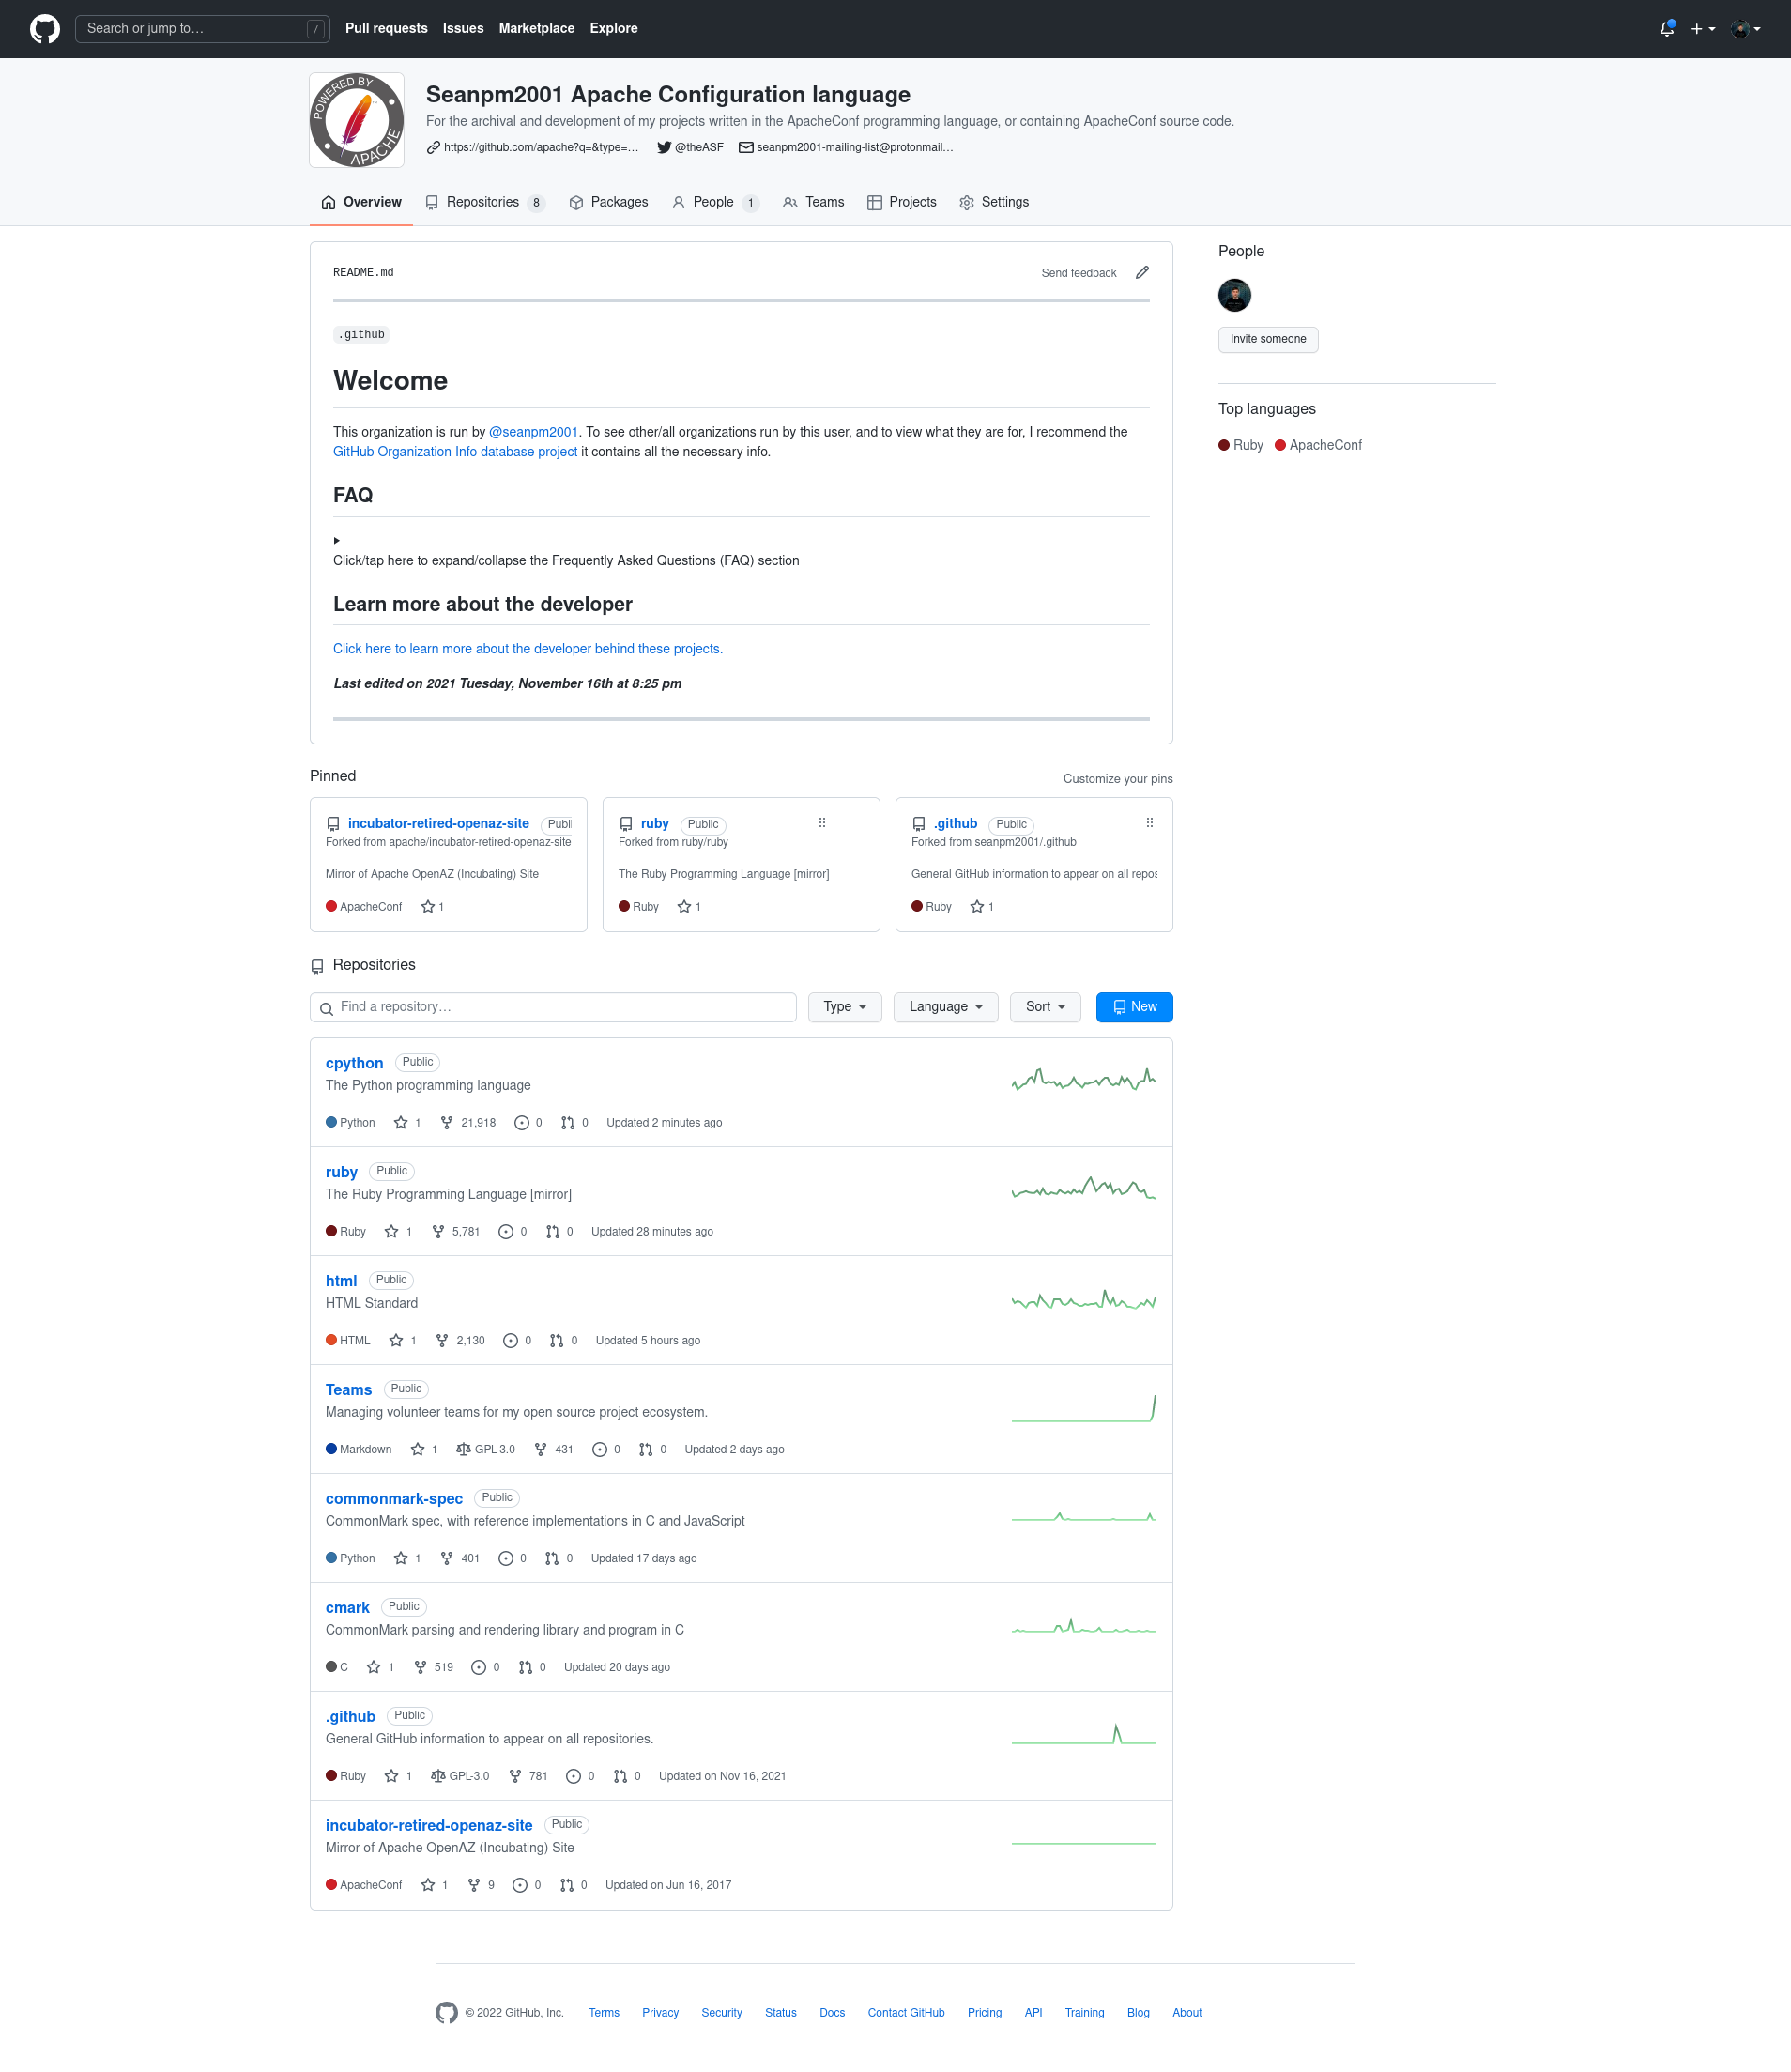 Search or jump to…
/
Pull requests
Issues
Marketplace
Explore
POWERED BY
APACHE
Seanpm2001 Apache Configuration language
For the archival and development of my projects written in the ApacheConf programming language, or containing ApacheConf source code.
https://github.com/apache?q=&type=… @theASF seanpm2001-mailing-list@protonmail…
Overview Repositories 8 Packages People 1 Teams Projects Settings
README.md
Send feedback
.github
Welcome
This organization is run by @seanpm2001. To see other/all organizations run by this user, and to view what they are for, I recommend the
GitHub Organization Info database project it contains all the necessary info.
FAQ
Click/tap here to expand/collapse the Frequently Asked Questions (FAQ) section
Learn more about the developer
Click here to learn more about the developer behind these projects.
Last edited on 2021 Tuesday, November 16th at 8:25 pm
People
Invite someone
Top languages
Ruby ApacheConf
Pinned
Customize your pins
incubator-retired-openaz-site Publi
Forked from apache/incubator-retired-openaz-site
Mirror of Apache OpenAZ (Incubating) Site
ApacheConf 1
ruby Public
Forked from ruby/ruby
The Ruby Programming Language [mirror]
Ruby 1
.github Public
Forked from seanpm2001/.github
General GitHub information to appear on all repos
Ruby 1
Repositories
Find a repository…
Type
Language
Sort
New
cpython Public
The Python programming language
Python 1 21,918 0 0 Updated 2 minutes ago
ruby Public
The Ruby Programming Language [mirror]
Ruby 1 5,781 0 0 Updated 28 minutes ago
html Public
HTML Standard
HTML 1 2,130 0 0 Updated 5 hours ago
Teams Public
Managing volunteer teams for my open source project ecosystem.
Markdown 1 GPL-3.0 431 0 0 Updated 2 days ago
commonmark-spec Public
CommonMark spec, with reference implementations in C and JavaScript
Python 1 401 0 0 Updated 17 days ago
cmark Public
CommonMark parsing and rendering library and program in C
C 1 519 0 0 Updated 20 days ago
.github Public
General GitHub information to appear on all repositories.
Ruby 1 GPL-3.0 781 0 0 Updated on Nov 16, 2021
incubator-retired-openaz-site Public
Mirror of Apache OpenAZ (Incubating) Site
ApacheConf 1 9 0 0 Updated on Jun 16, 2017
© 2022 GitHub, Inc. Terms Privacy Security Status Docs Contact GitHub Pricing API Training Blog About